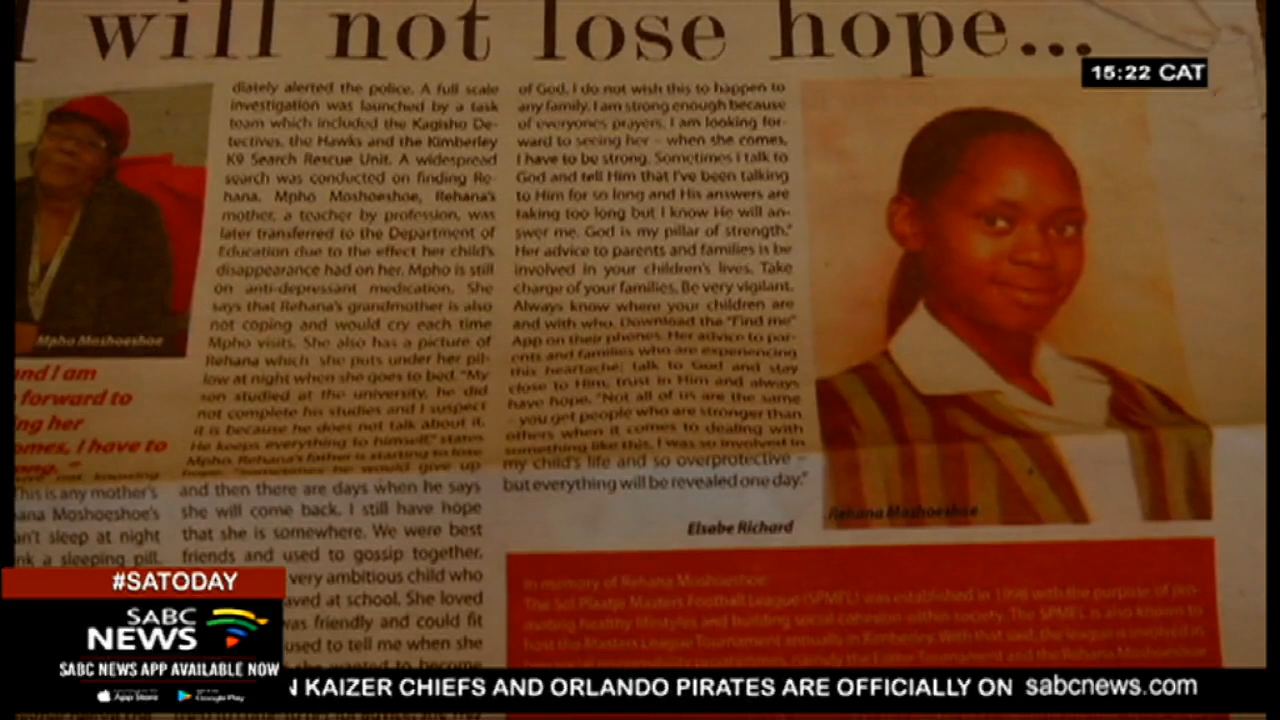 I will not lose hope...
15:22 CAT
Mpho Moshoeshoe
and I am
forward to
ng her
omes, I have to
ong."
knowing
This is any mother's
ana Moshoeshoe's
an't sleep at night
nk a sleeping pill.
diately alerted the police. A full scale
investigation was launched by a task
team which included the Kagisho De-
tectives, the Hawks and the Kimberley
K9 Search Rescue Unit. A widespread
search was conducted on finding Re-
hana. Mpho Moshoeshoe, Rehana's
mother, a teacher by profession, was
later transferred to the Department of
Education due to the effect her child's
disappearance had on her. Mpho is still
on anti-depressant medication. She
says that Rehana's grandmother is also
not coping and would cry each time
Mpho visits. She also has a picture of
Rehana which she puts under her pil-
low at night when she goes to bed. "My
son studied at the university, he did
not complete his studies and I suspect
it is because he does not talk about it.
He keeps everything to himself," states
Mpho. Rehana's father is starting to lose
hope. "Sometimes he would give up
and then there are days when he says
she will come back. I still have hope
that she is somewhere. We were best
friends and used to gossip together.
very ambitious child who
aved at school. She loved
was friendly and could fit
used to tell me when she
she wanted to become
of God. I do not wish this to happen to
any family. I am strong enough because
of everyones prayers. I am looking for-
ward to seeing her – when she comes,
I have to be strong. Sometimes I talk to
God and tell Him that I've been talking
to Him for so long and His answers are
taking too long but I know He will an-
swer me. God is my pillar of strength."
Her advice to parents and families is be
involved in your children's lives. Take
charge of your families. Be very vigilant.
Always know where your children are
and with who. Download the "Find me"
App on their phones. Her advice to par-
ents and families who are experiencing
this heartache: talk to God and stay
close to Him, trust in Him and always
have hope. "Not all of us are the same
– you get people who are stronger than
others when it comes to dealing with
something like this. I was so involved in
my child's life and so overprotective –
but everything will be revealed one day."
Elsabe Richard
Rehana Moshoeshoe
In memory of Rehana Moshoeshoe:
The Sol Plaatje Masters Football League (SPMFL) was established in 1998 with the purpose of pro-
moting healthy lifestyles and building social cohesion within society. The SPMFL is also known to
host the Masters League Tournament annually in Kimberley. With that said, the league is involved in
Tournament and the Rehana Moshoeshoe
#SATODAY
SABC
NEWS
SABC NEWS APP AVAILABLE NOW
App Store
Google Play
N KAIZER CHIEFS AND ORLANDO PIRATES ARE OFFICIALLY ON
sabcnews.com